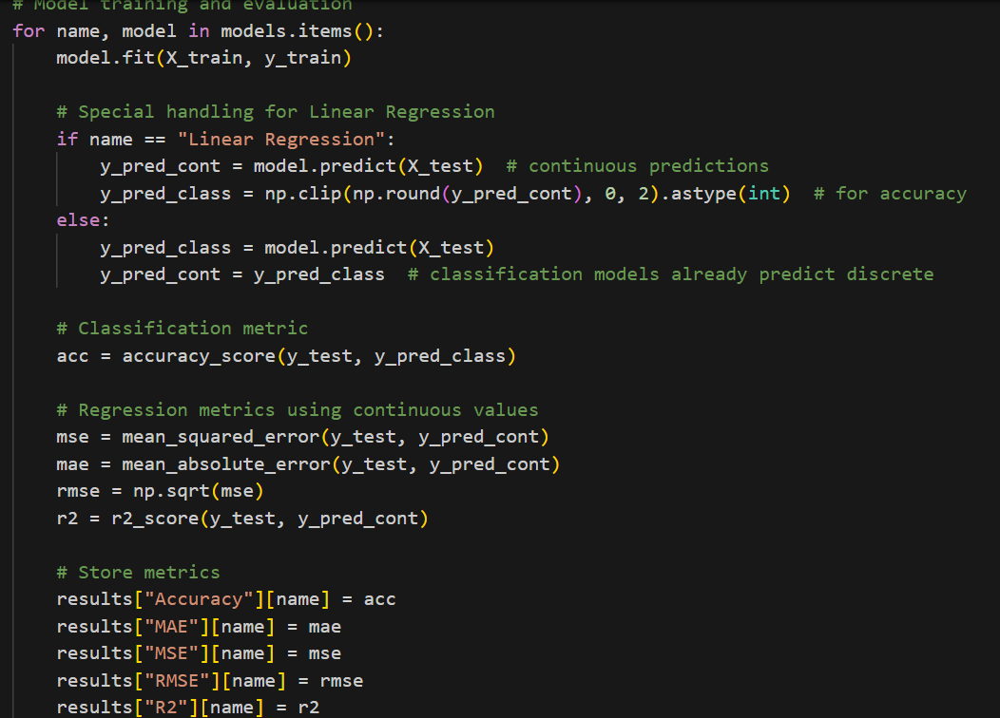 # Model training and evaluation
for name, model in models.items():
    model.fit(X_train, y_train)
    # Special handling for Linear Regression
    if name == "Linear Regression":
        y_pred_cont = model.predict(X_test)  # continuous predictions
        y_pred_class = np.clip(np.round(y_pred_cont), 0, 2).astype(int)  # for accuracy
    else:
        y_pred_class = model.predict(X_test)
        y_pred_cont = y_pred_class  # classification models already predict discrete
    # Classification metric
    acc = accuracy_score(y_test, y_pred_class)
    # Regression metrics using continuous values
    mse = mean_squared_error(y_test, y_pred_cont)
    mae = mean_absolute_error(y_test, y_pred_cont)
    rmse = np.sqrt(mse)
    r2 = r2_score(y_test, y_pred_cont)
    # Store metrics
    results["Accuracy"][name] = acc
    results["MAE"][name] = mae
    results["MSE"][name] = mse
    results["RMSE"][name] = rmse
    results["R2"][name] = r2